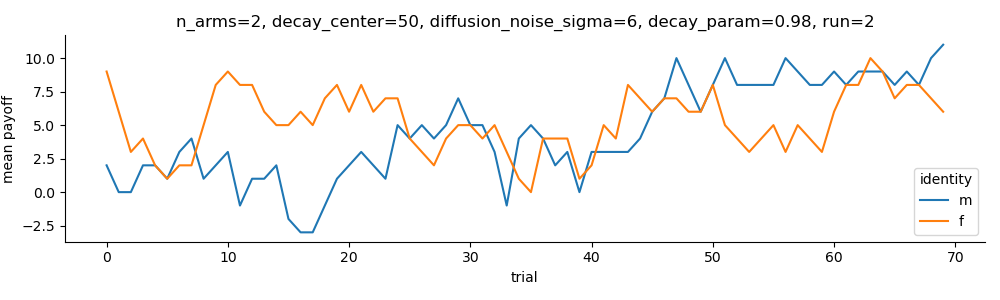 n_arms=2, decay_center=50, diffusion_noise_sigma=6, decay_param=0.98, run=2
mean payoff
10.0
7.5
5.0
2.5
0.0
−2.5
identity
m
f
0 10 20 30 40 50 60 70
trial